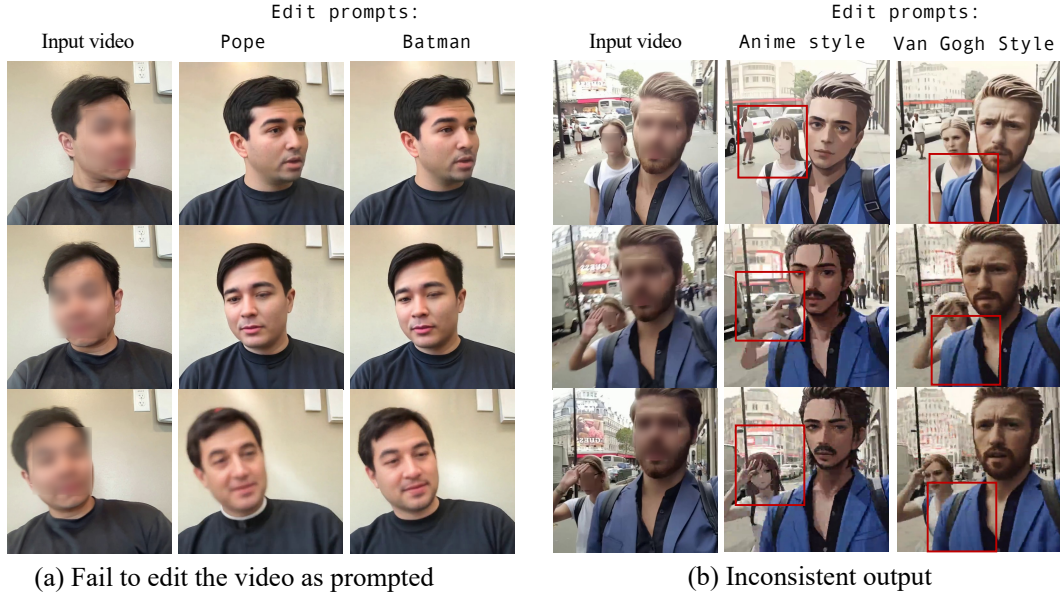 Edit prompts:
Input video Pope Batman
(a) Fail to edit the video as prompted
Edit prompts:
Input video Anime style Van Gogh Style
(b) Inconsistent output